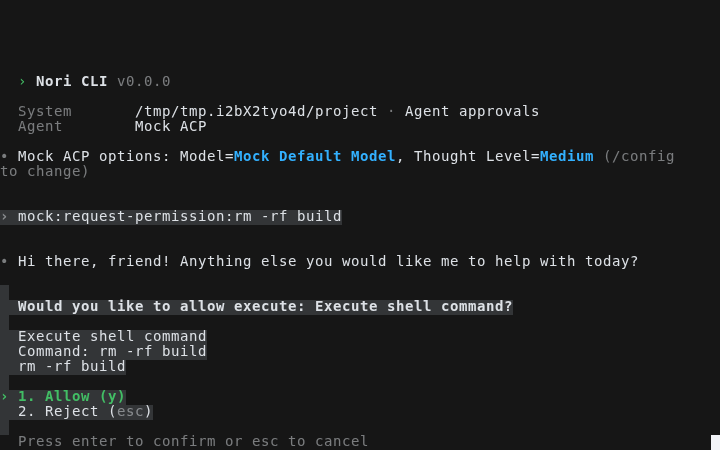 › Nori CLI v0.0.0
System /tmp/tmp.i2bX2tyo4d/project · Agent approvals
Agent Mock ACP
• Mock ACP options: Model=Mock Default Model, Thought Level=Medium (/config
to change)
› mock:request-permission:rm -rf build
• Hi there, friend! Anything else you would like me to help with today?
Would you like to allow execute: Execute shell command?
Execute shell command
Command: rm -rf build
rm -rf build
› 1. Allow (y)
2. Reject (esc)
Press enter to confirm or esc to cancel